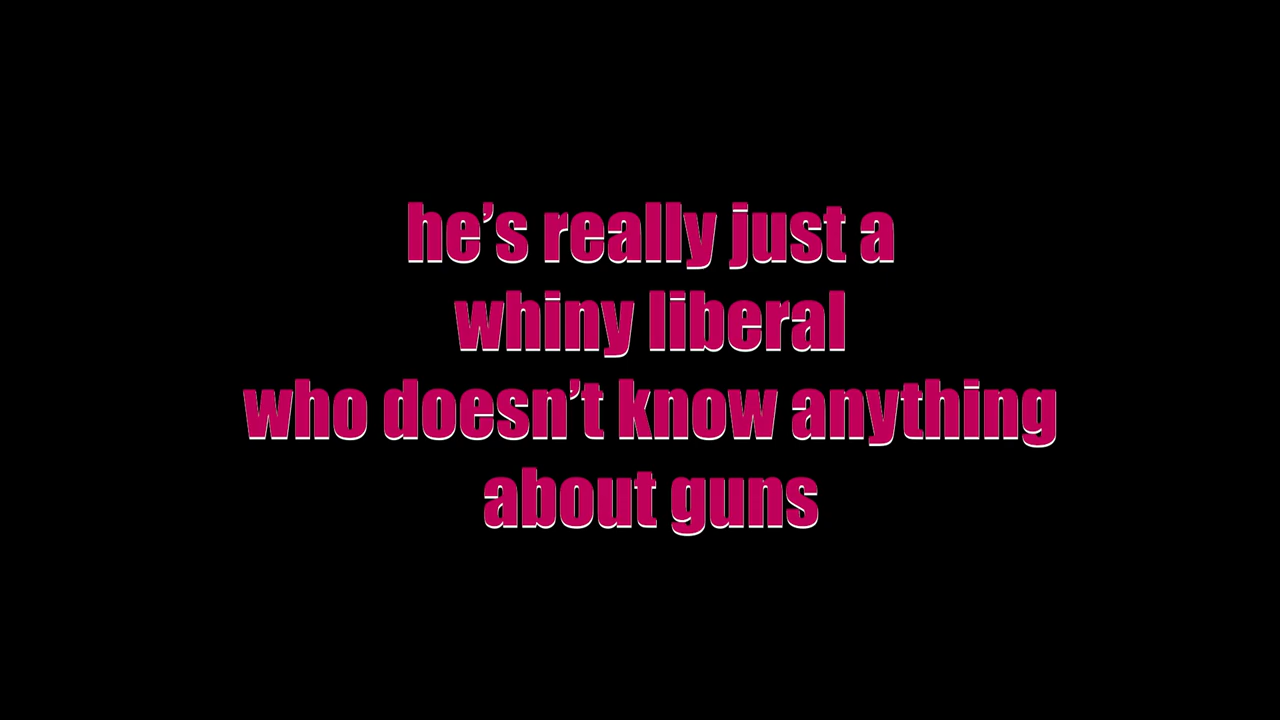 he’s really just a
whiny liberal
who doesn’t know anything
about guns